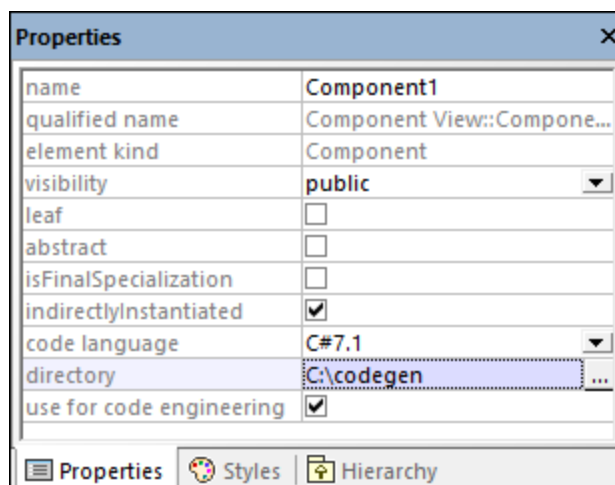 Properties
name Component1
qualified name Component View::Compone...
element kind Component
visibility public
leaf
abstract
isFinalSpecialization
indirectlyInstantiated
code language C#7.1
directory C:\codegen ...
use for code engineering
Properties Styles Hierarchy